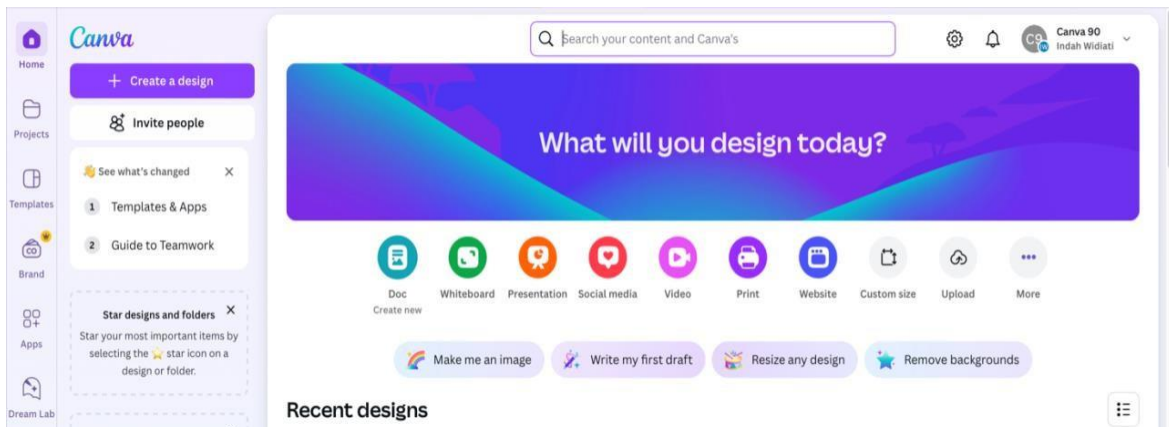 Home
Projects
Templates
CO
Brand
Apps
Dream Lab
Canva
+ Create a design
Invite people
See what's changed X
1 Templates & Apps
2 Guide to Teamwork
Star designs and folders X
Star your most important items by
selecting the ⭐ star icon on a
design or folder.
Search your content and Canva's
C9
Canva 90
Indah Widiati
What will you design today?
Doc
Create new
Whiteboard
Presentation
Social media
Video
Print
Website
Custom size
Upload
More
Make me an image
Write my first draft
Resize any design
Remove backgrounds
Recent designs